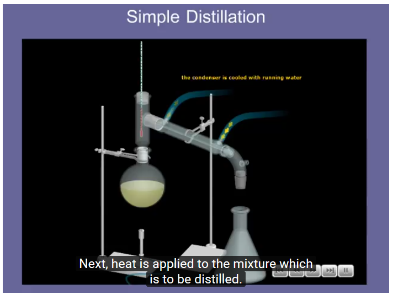 Simple Distillation
the condenser is cooled with running water
Next, heat is applied to the mixture which
is to be distilled.